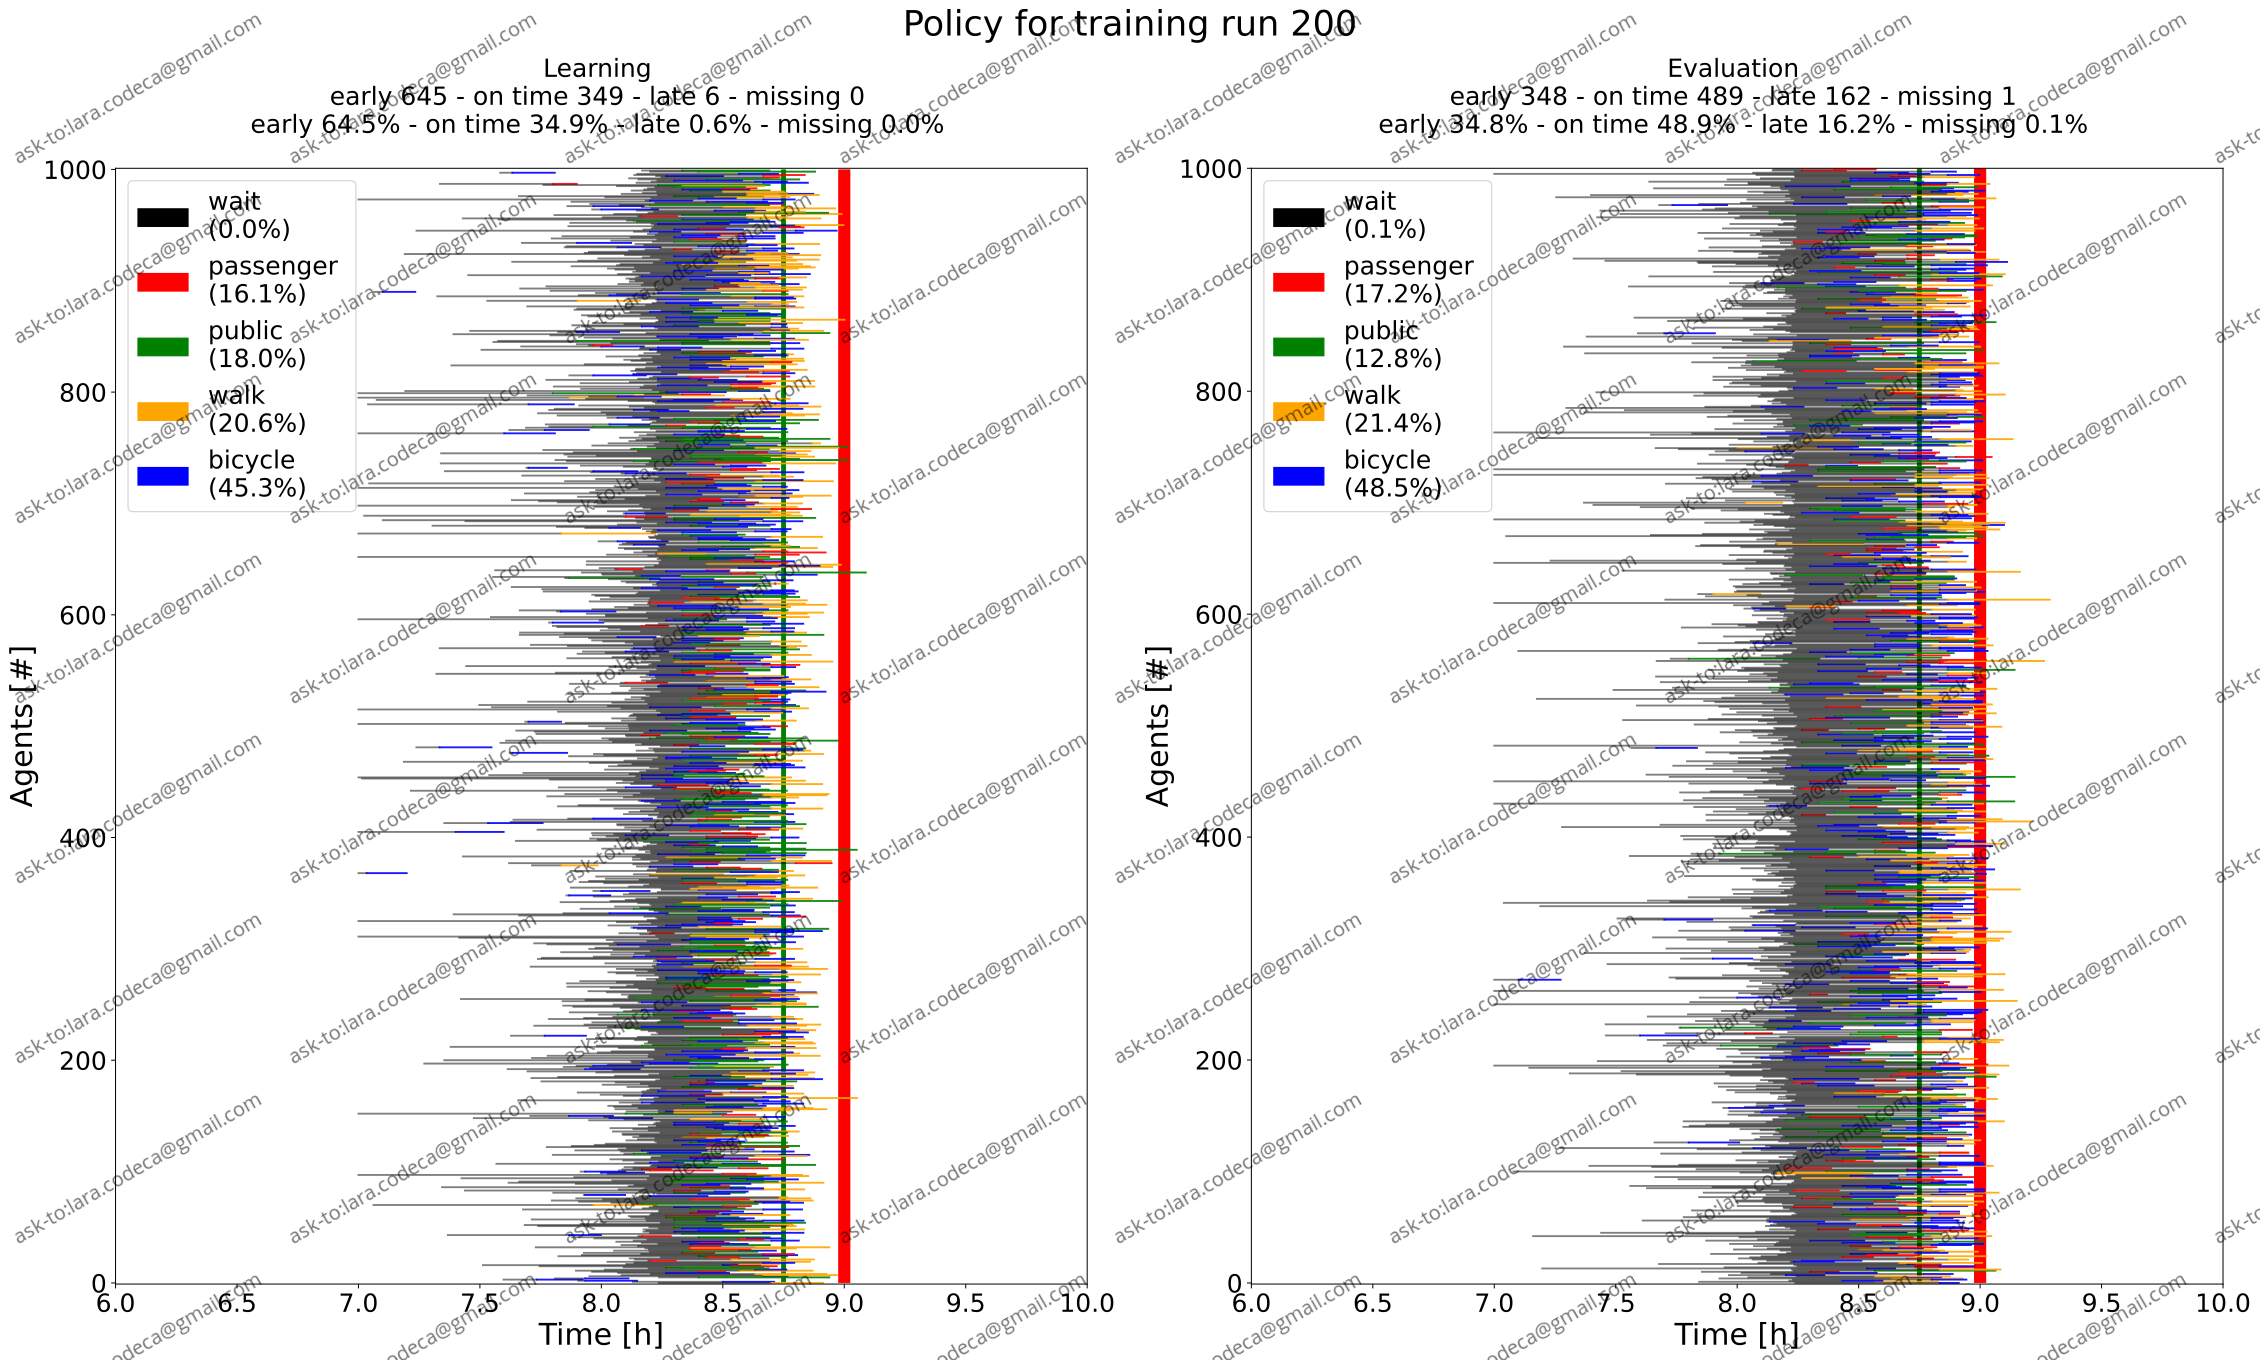 Policy for training run 200
Learning
early 645 - on time 349 - late 6 - missing 0
early 64.5% - on time 34.9% - late 0.6% - missing 0.0%
1000
800
600
400
200
0
Agents [#]
wait
(0.0%)
passenger
(16.1%)
public
(18.0%)
walk
(20.6%)
bicycle
(45.3%)
6.0 6.5 7.0 7.5 8.0 8.5 9.0 9.5 10.0
Time [h]
Evaluation
early 348 - on time 489 - late 162 - missing 1
early 34.8% - on time 48.9% - late 16.2% - missing 0.1%
1000
800
600
400
200
0
Agents [#]
wait
(0.1%)
passenger
(17.2%)
public
(12.8%)
walk
(21.4%)
bicycle
(48.5%)
6.0 6.5 7.0 7.5 8.0 8.5 9.0 9.5 10.0
Time [h]
ask-to:lara.codeca@gmail.com